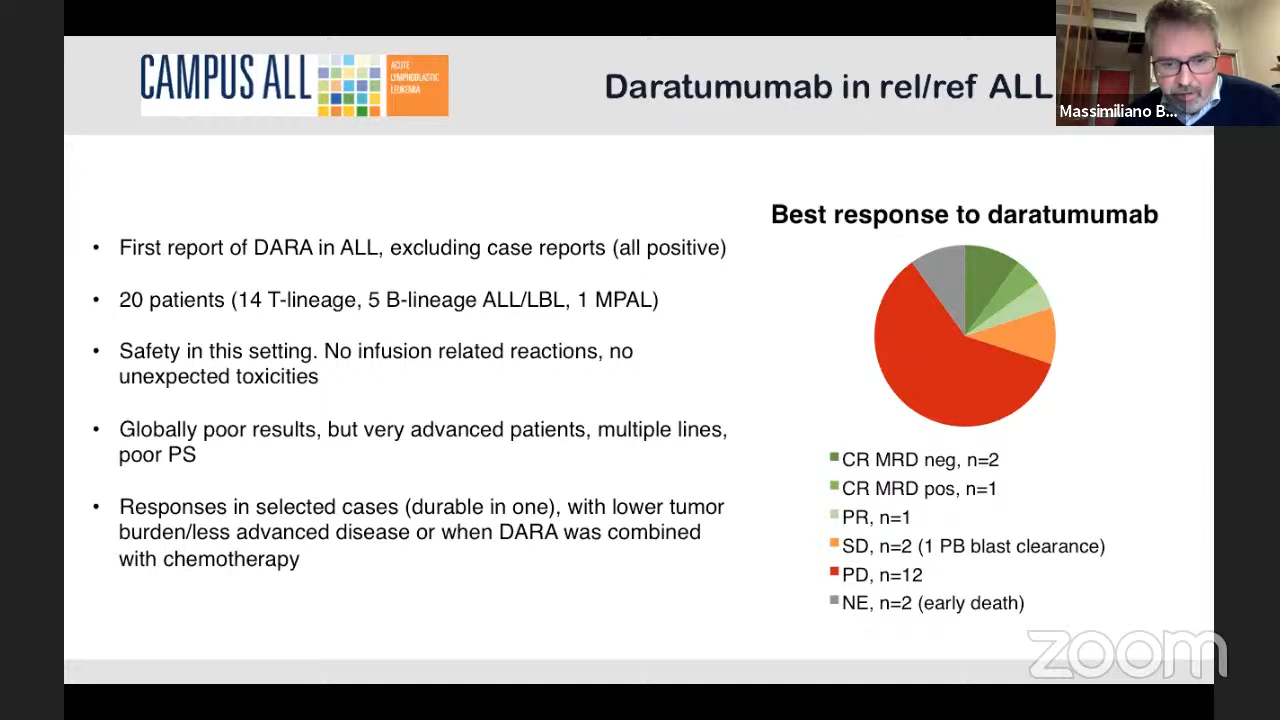 CAMPUS ALL
ACUTE
LYMPHOBLASTIC
LEUKEMIA
Daratumumab in rel/ref ALL
Massimiliano B...
• First report of DARA in ALL, excluding case reports (all positive)
• 20 patients (14 T-lineage, 5 B-lineage ALL/LBL, 1 MPAL)
• Safety in this setting. No infusion related reactions, no
unexpected toxicities
• Globally poor results, but very advanced patients, multiple lines,
poor PS
• Responses in selected cases (durable in one), with lower tumor
burden/less advanced disease or when DARA was combined
with chemotherapy
Best response to daratumumab
CR MRD neg, n=2
CR MRD pos, n=1
PR, n=1
SD, n=2 (1 PB blast clearance)
PD, n=12
NE, n=2 (early death)
zoom